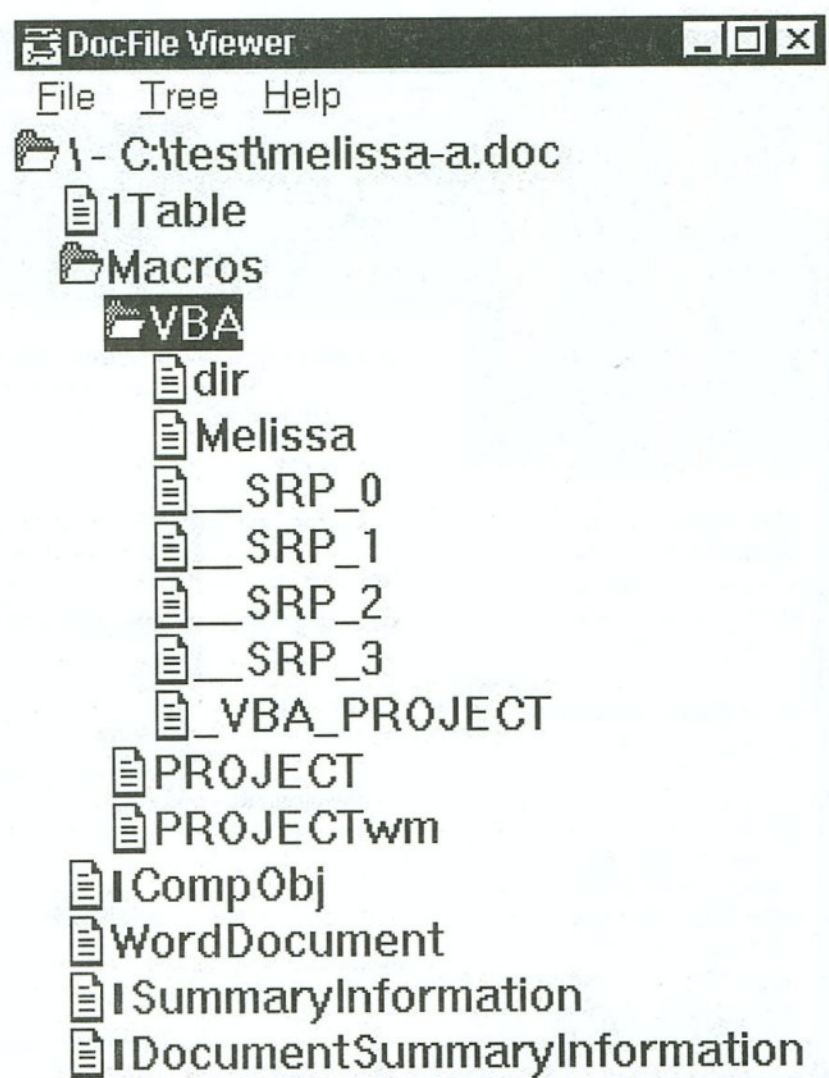 DocFile Viewer
File Tree Help
\ - C:\test\melissa-a.doc
1Table
Macros
VBA
dir
Melissa
__SRP_0
__SRP_1
__SRP_2
__SRP_3
_VBA_PROJECT
PROJECT
PROJECTwm
CompObj
WordDocument
SummaryInformation
DocumentSummaryInformation